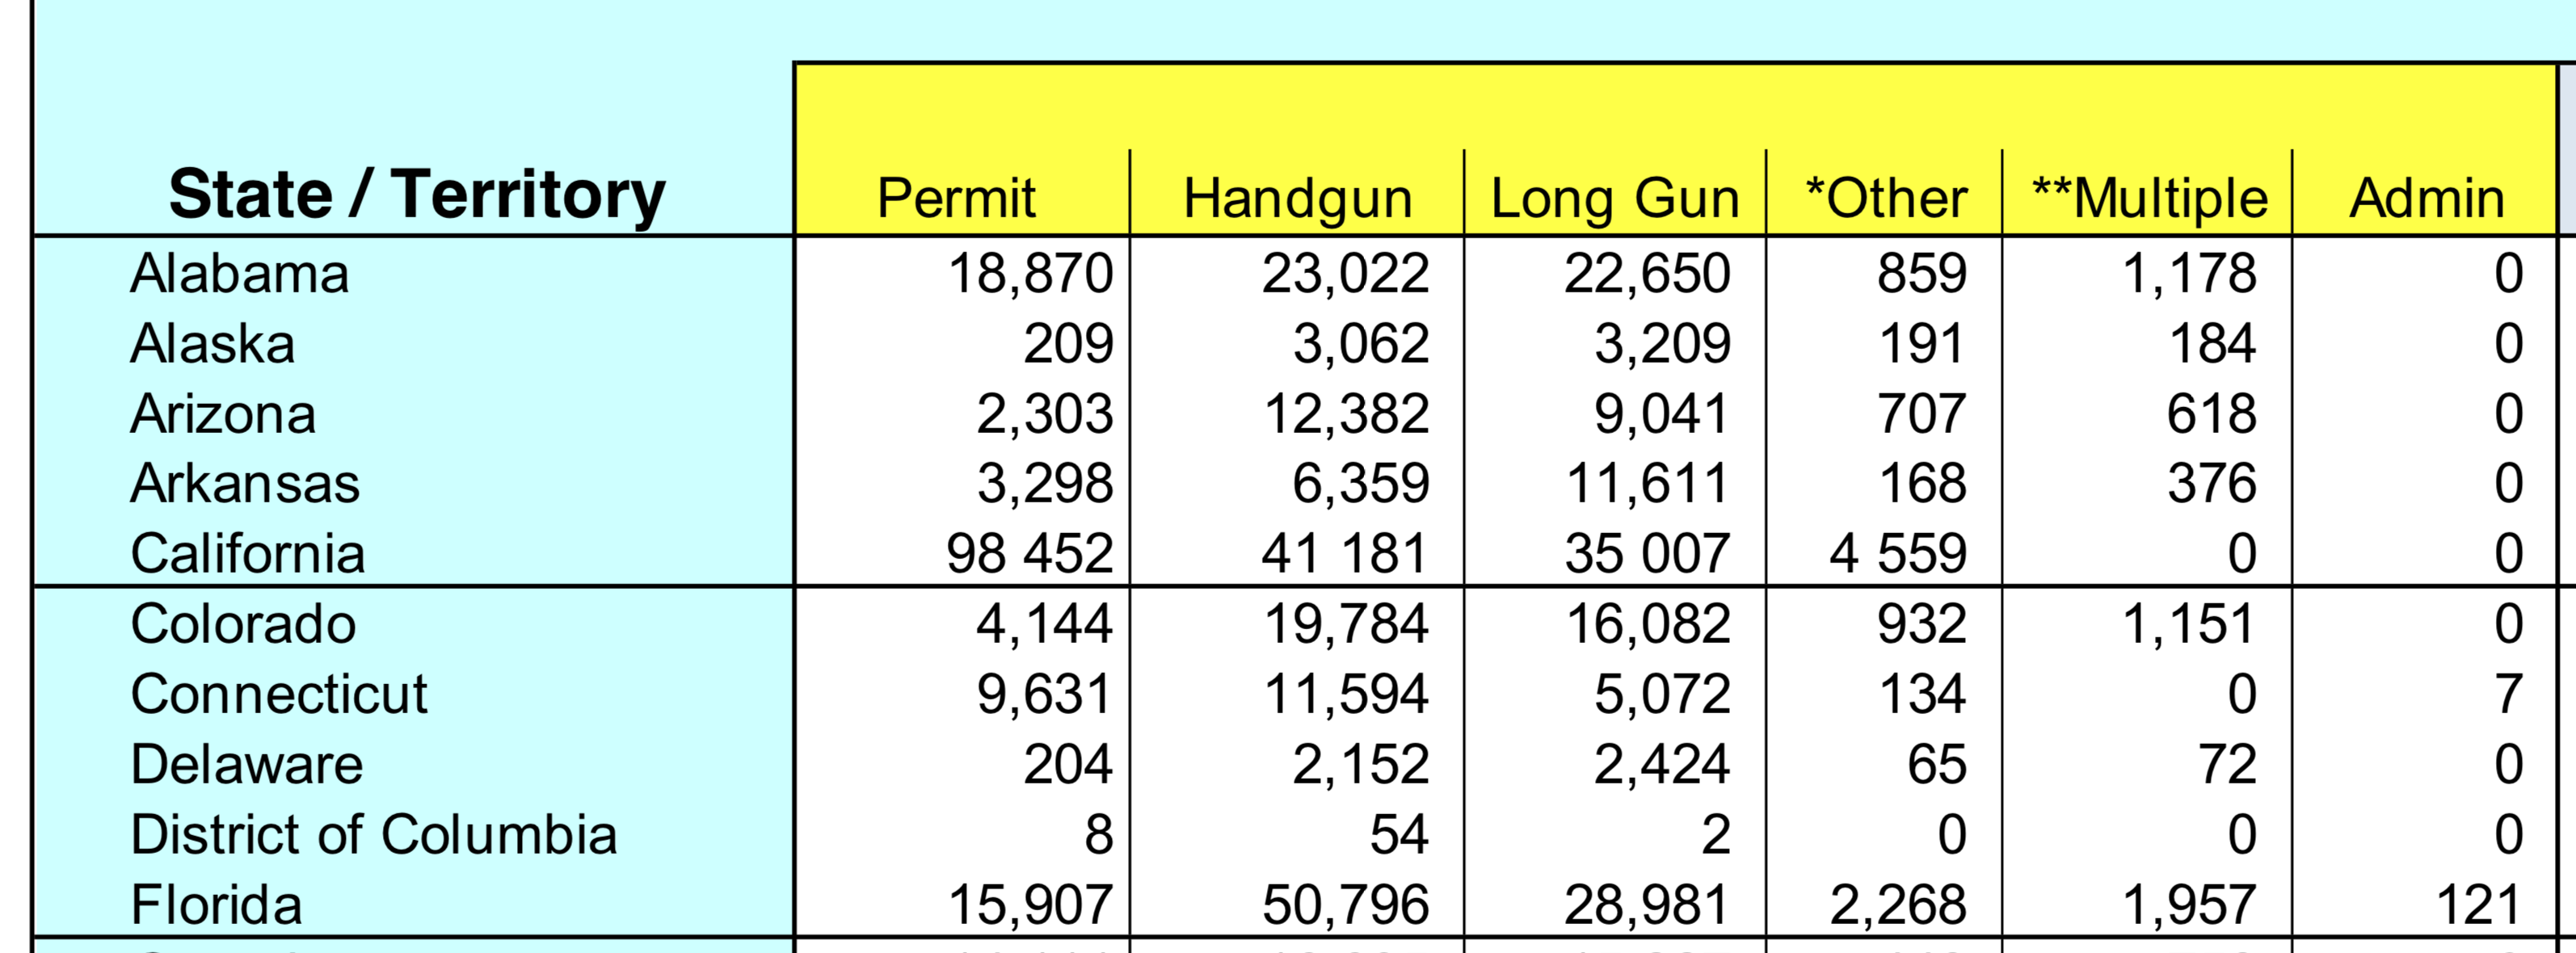 State / Territory Permit Handgun Long Gun *Other **Multiple Admin
Alabama 18,870 23,022 22,650 859 1,178 0
Alaska 209 3,062 3,209 191 184 0
Arizona 2,303 12,382 9,041 707 618 0
Arkansas 3,298 6,359 11,611 168 376 0
California 98 452 41 181 35 007 4 559 0 0
Colorado 4,144 19,784 16,082 932 1,151 0
Connecticut 9,631 11,594 5,072 134 0 7
Delaware 204 2,152 2,424 65 72 0
District of Columbia 8 54 2 0 0 0
Florida 15,907 50,796 28,981 2,268 1,957 121